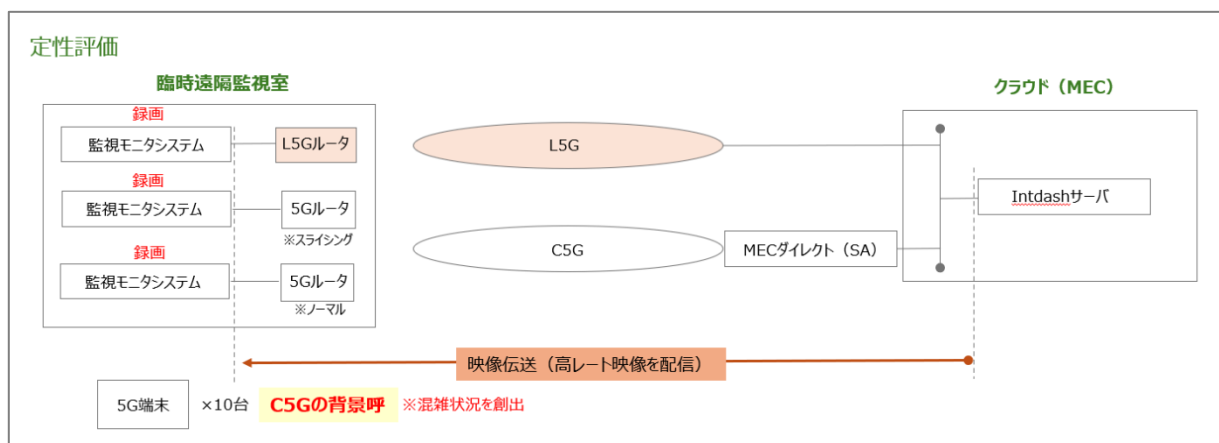 定性評価
臨時遠隔監視室
クラウド（MEC）
録画
監視モニタシステム
L5Gルータ
L5G
録画
監視モニタシステム
5Gルータ
※スライシング
Intdashサーバ
C5G
MECダイレクト（SA）
録画
監視モニタシステム
5Gルータ
※ノーマル
映像伝送（高レート映像を配信）
5G端末 ×10台 C5Gの背景呼 ※混雑状況を創出